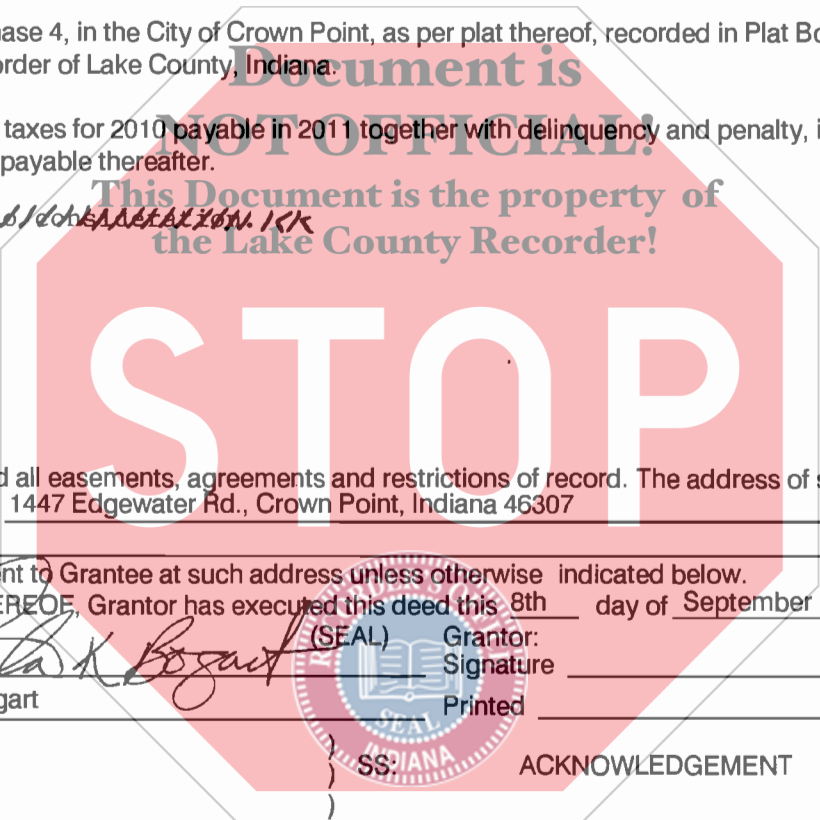 ase 4, in the City of Crown Point, as per plat thereof, recorded in Plat Bo
order of Lake County, Indiana.
Document is
taxes for 2010 payable in 2011 together with delinquency and penalty, i
NOT OFFICIAL!
payable thereafter.
This Document is the property of
KK
the Lake County Recorder!
STOP
d all easements, agreements and restrictions of record. The address of s
1447 Edgewater Rd., Crown Point, Indiana 46307
nt to Grantee at such address unless otherwise indicated below.
EREOF, Grantor has executed this deed this 8th day of September
(SEAL) Grantor:
K Bogart Signature
gart Printed
RECORDER'S OFFICE
SEAL
INDIANA
SS: ACKNOWLEDGEMENT